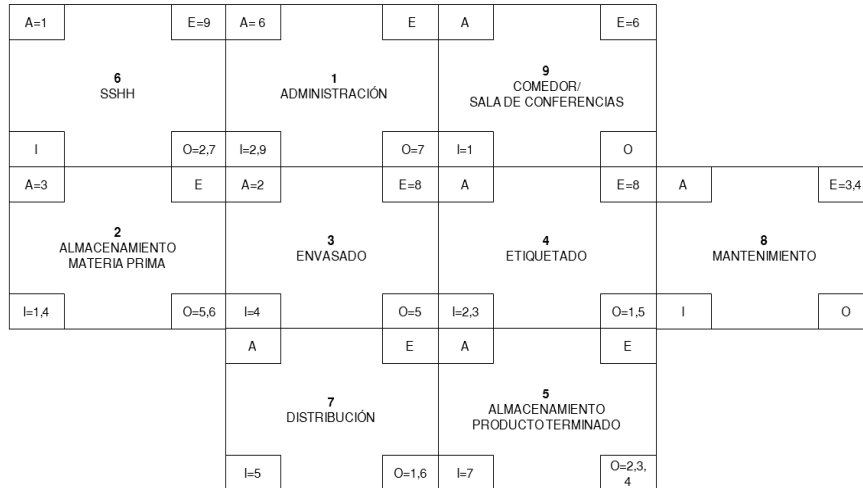 A=1 E=9 A= 6 E A E=6
6
SSHH
1
ADMINISTRACIÓN
9
COMEDOR/
SALA DE CONFERENCIAS
I O=2,7 I=2,9 O=7 I=1 O
A=3 E A=2 E=8 A E=8 A E=3,4
2
ALMACENAMIENTO
MATERIA PRIMA
3
ENVASADO
4
ETIQUETADO
8
MANTENIMIENTO
I=1,4 O=5,6 I=4 O=5 I=2,3 O=1,5 I O
A E A E
7
DISTRIBUCIÓN
5
ALMACENAMIENTO
PRODUCTO TERMINADO
I=5 O=1,6 I=7 O=2,3,
4